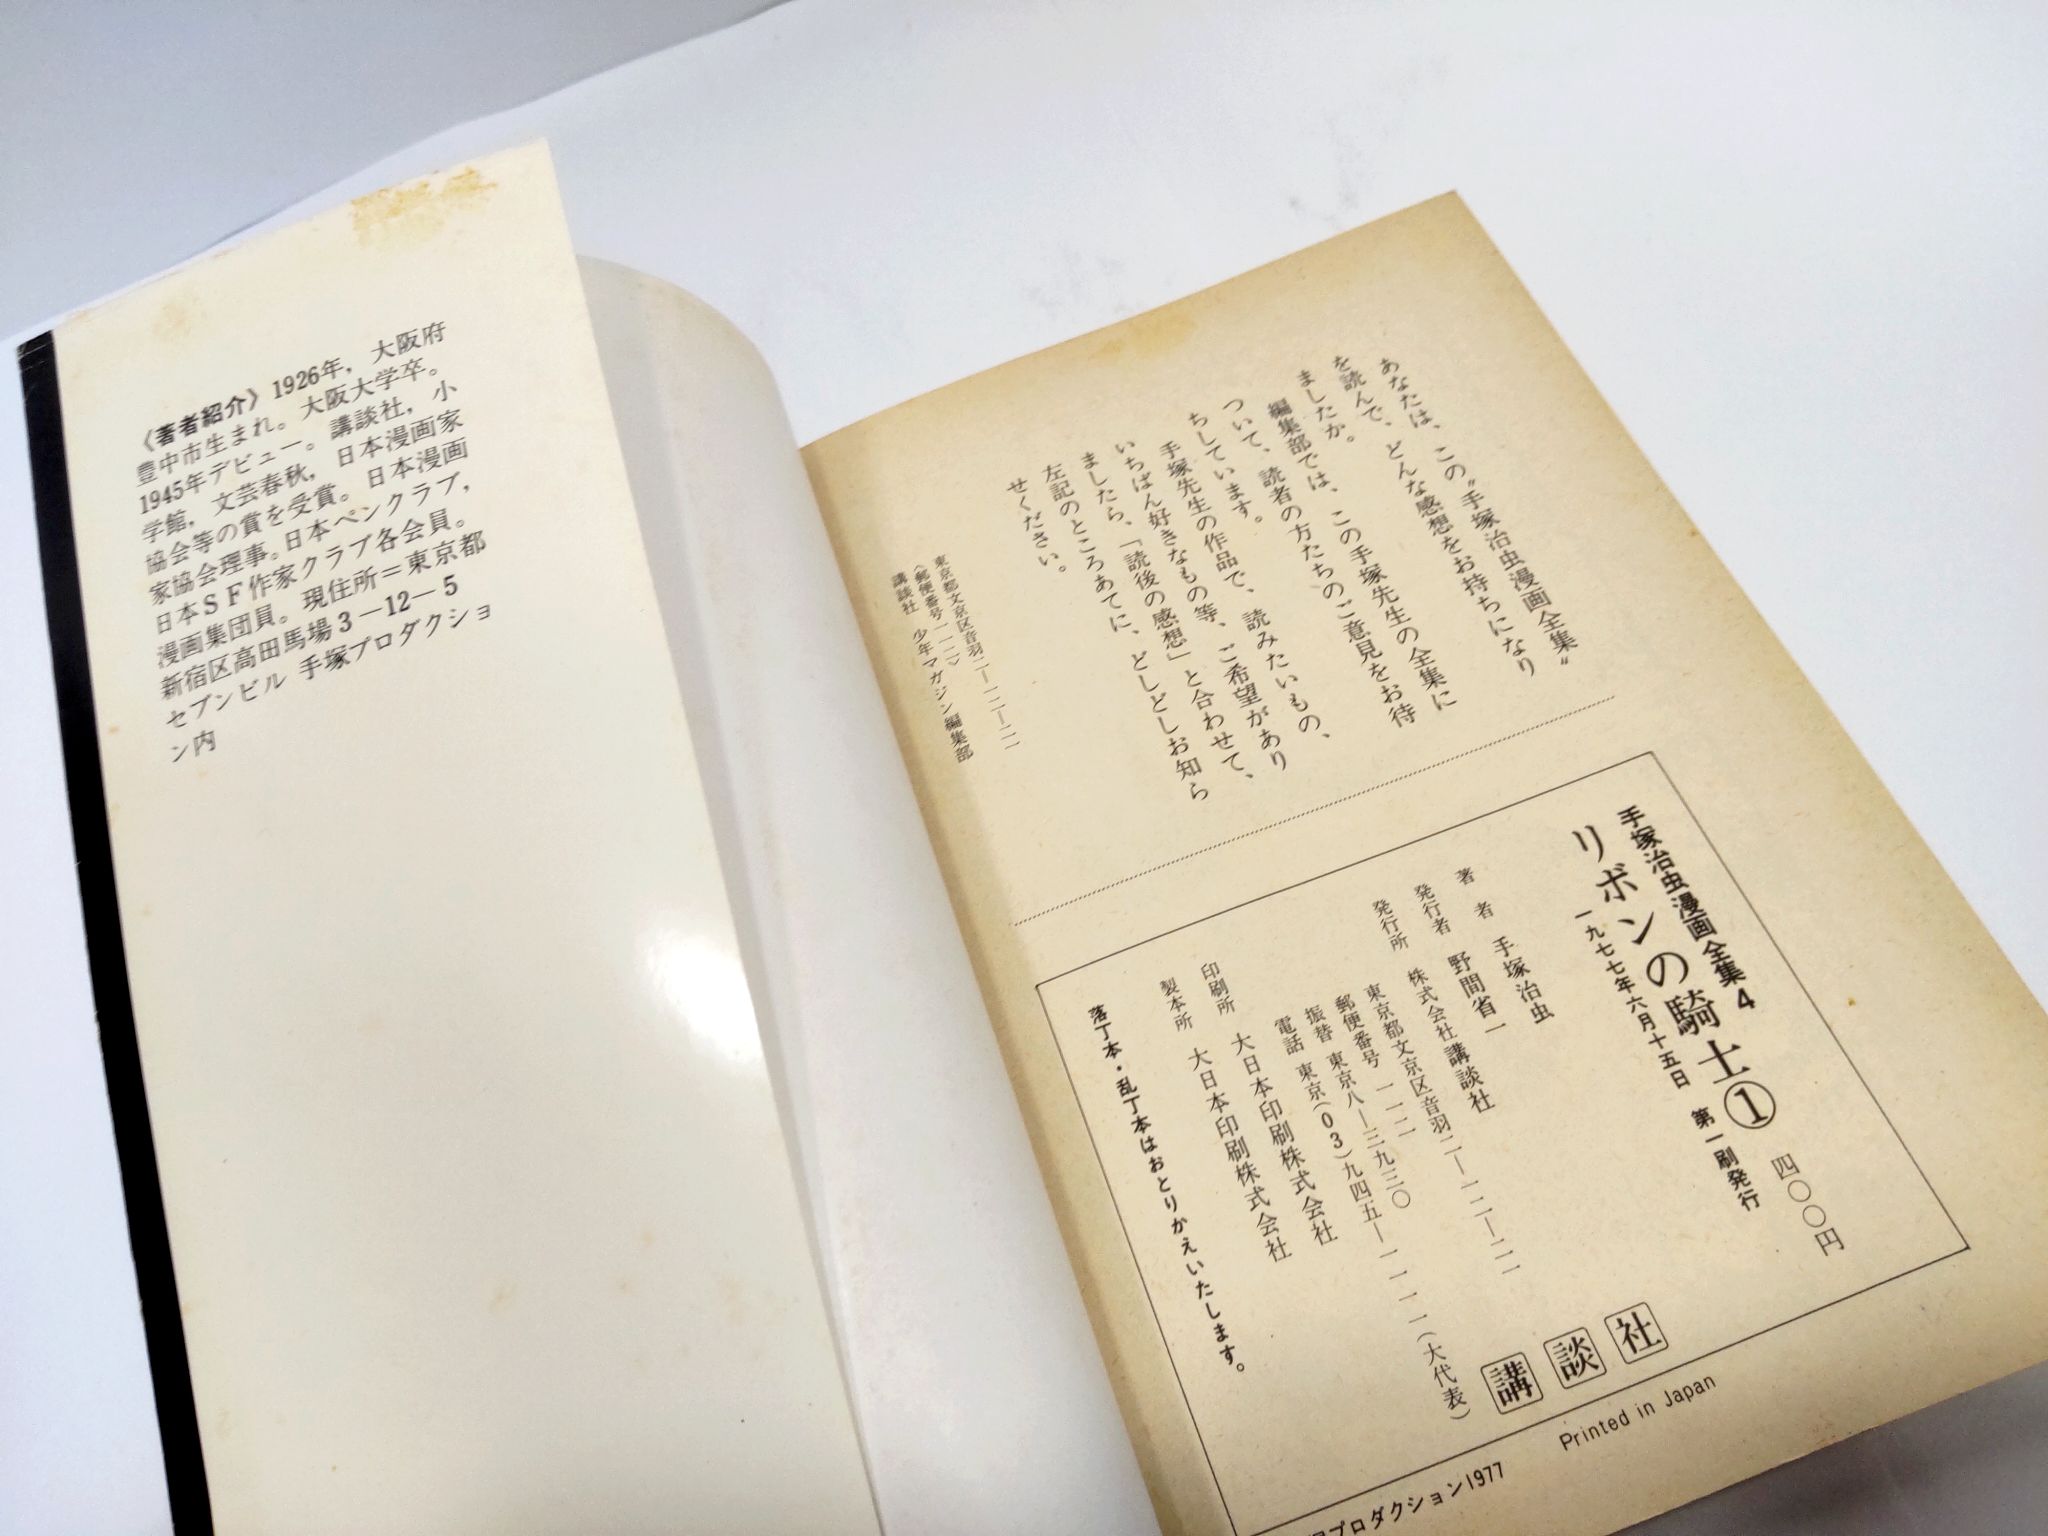 《著者紹介》1926年，大阪府
豊中市生まれ。大阪大学卒。
1945年デビュー。講談社，小
学館，文芸春秋，日本漫画家
協会等の賞を受賞。日本漫画
家協会理事。日本ペンクラブ，
日本ＳＦ作家クラブ各会員。
漫画集団員。現住所＝東京都
新宿区高田馬場3－12－5
セブンビル 手塚プロダクショ
ン内
あなたは、この〝手塚治虫漫画全集〟
を読んで、どんな感想をお持ちになり
ましたか。
編集部では、この手塚先生の全集に
ついて、読者の方たちのご意見をお待
ちしています。
手塚先生の作品で、読みたいもの、
いちばん好きなもの等、ご希望があり
ましたら、「読後の感想」と合わせて、
左記のところあてに、どしどしお知ら
せください。
東京都文京区音羽二―一二―二一
〈郵便番号一一二〉
講談社 少年マガジン編集部
手塚治虫漫画全集4
リボンの騎士①
四〇〇円
一九七七年六月十五日 第一刷発行
著者 手塚治虫
発行者 野間省一
発行所 株式会社講談社
東京都文京区音羽二―一二―二一
郵便番号 一一二
振替 東京八―三九三〇
電話 東京(03)九四五―一一一一(大代表)
印刷所 大日本印刷株式会社
製本所 大日本印刷株式会社
落丁本・乱丁本はおとりかえいたします。
講談社
Printed in Japan
プロダクション1977